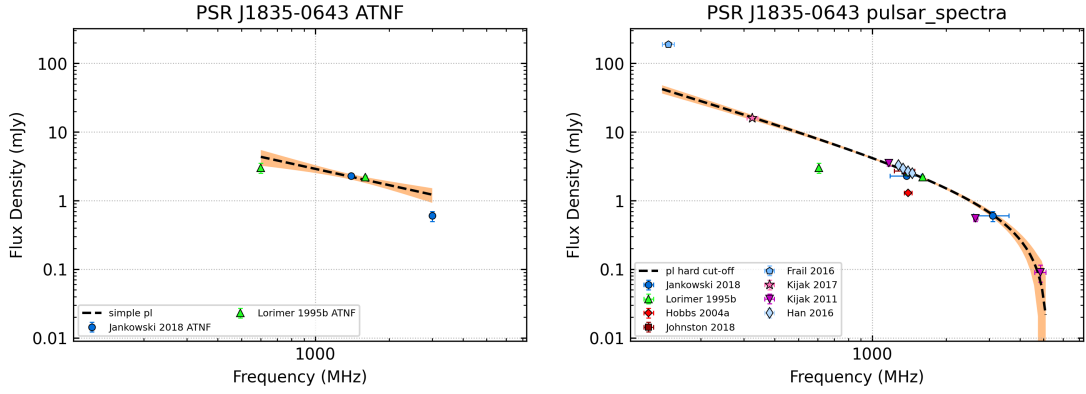 PSR J1835-0643 ATNF
100
10
1
0.1
0.01
Flux Density (mJy)
simple pl
Jankowski 2018 ATNF
Lorimer 1995b ATNF
1000
Frequency (MHz)
PSR J1835-0643 pulsar_spectra
100
10
1
0.1
0.01
Flux Density (mJy)
pl hard cut-off
Jankowski 2018
Lorimer 1995b
Hobbs 2004a
Johnston 2018
Frail 2016
Kijak 2017
Kijak 2011
Han 2016
1000
Frequency (MHz)